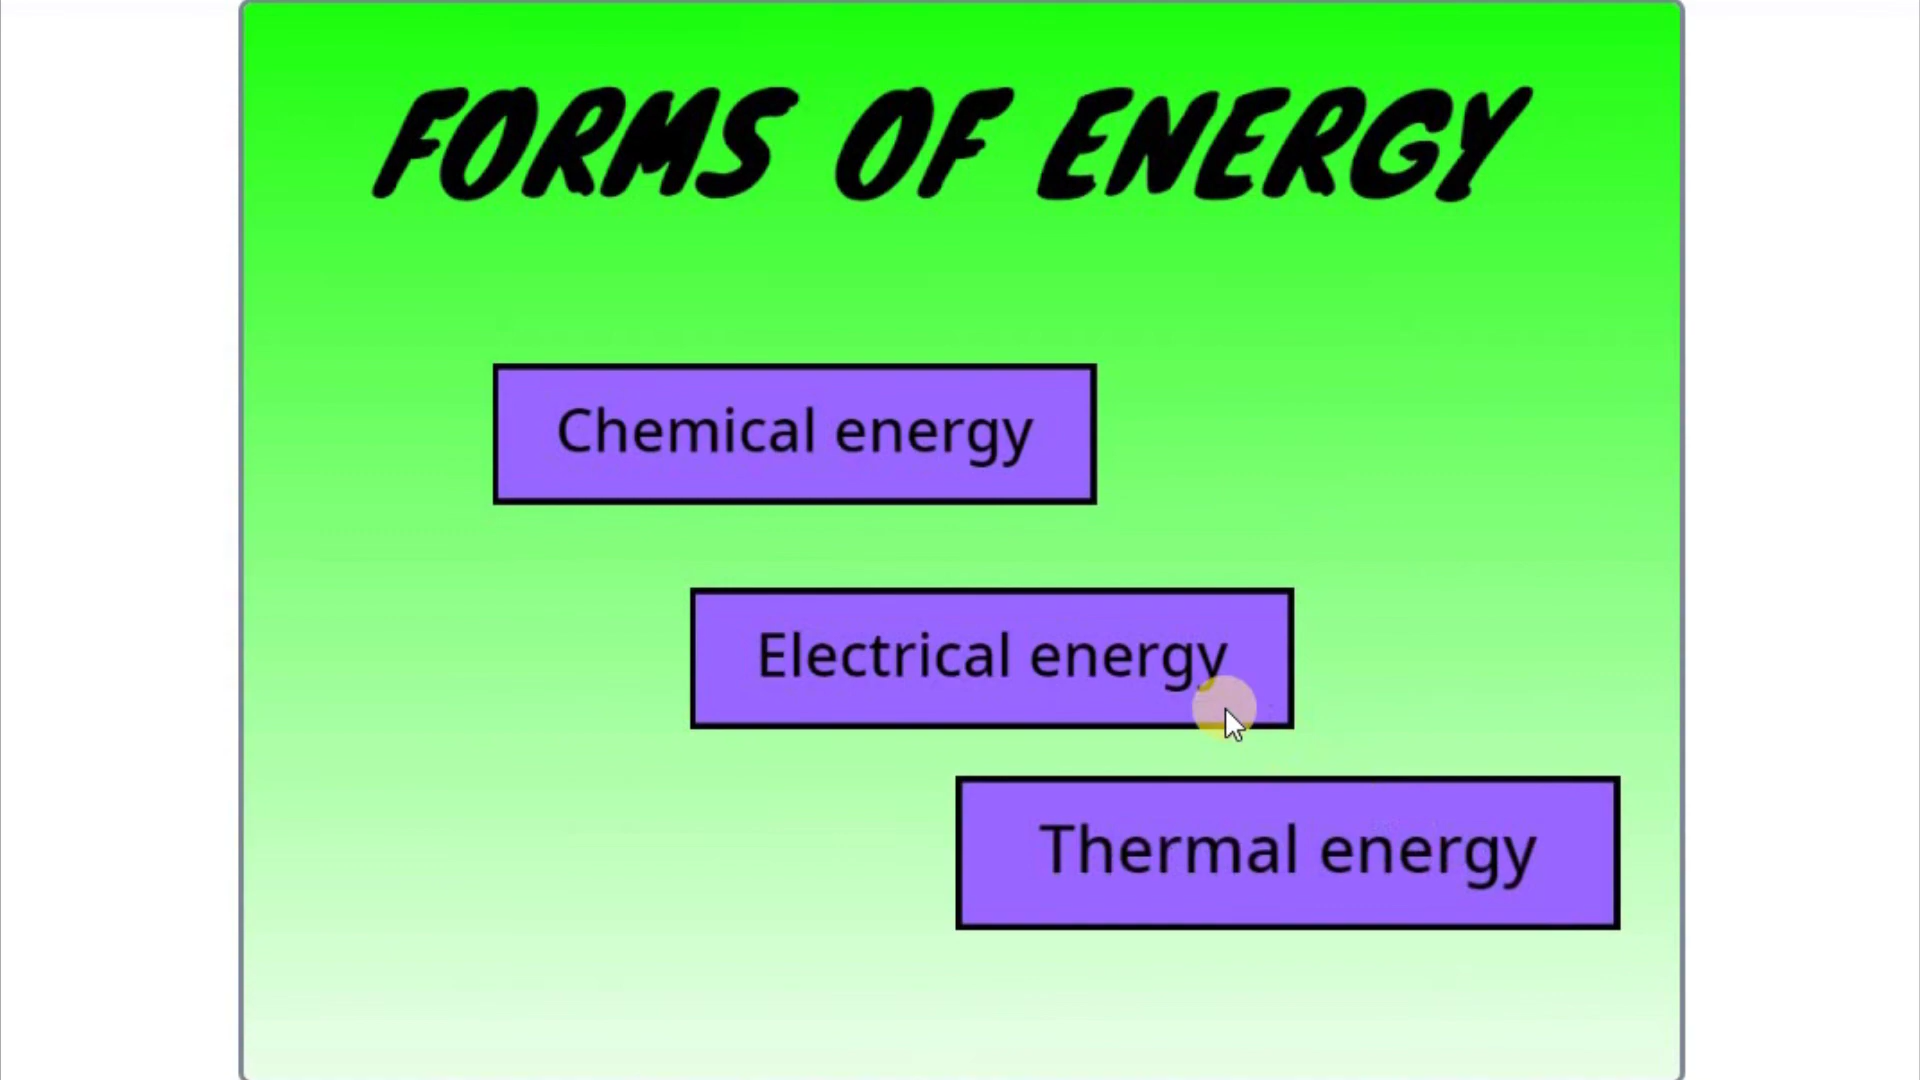 FORMS OF ENERGY
Chemical energy
Electrical energy
Thermal energy